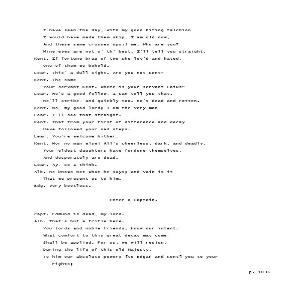 I have seen the day, with my good biting falchion
I would have made them skip. I am old now,
And these same crosses spoil me. Who are you?
Mine eyes are not o' th' best. I'll tell you straight.
Kent. If fortune brag of two she lov'd and hated,
One of them we behold.
Lear. This' a dull sight. Are you not Kent?
Kent. The same-
Your servant Kent. Where is your servant Caius?
Lear. He's a good fellow, I can tell you that.
He'll strike, and quickly too. He's dead and rotten.
Kent. No, my good lord; I am the very man-
Lear. I'll see that straight.
Kent. That from your first of difference and decay
Have followed your sad steps.
Lear. You're welcome hither.
Kent. Nor no man else! All's cheerless, dark, and deadly.
Your eldest daughters have fordone themselves,
And desperately are dead.
Lear. Ay, so I think.
Alb. He knows not what he says; and vain is it
That we present us to him.
Edg. Very bootless.
Enter a Captain.
Capt. Edmund is dead, my lord.
Alb. That's but a trifle here.
You lords and noble friends, know our intent.
What comfort to this great decay may come
Shall be applied. For us, we will resign,
During the life of this old Majesty,
To him our absolute power; [to Edgar and Kent] you to your
rights;